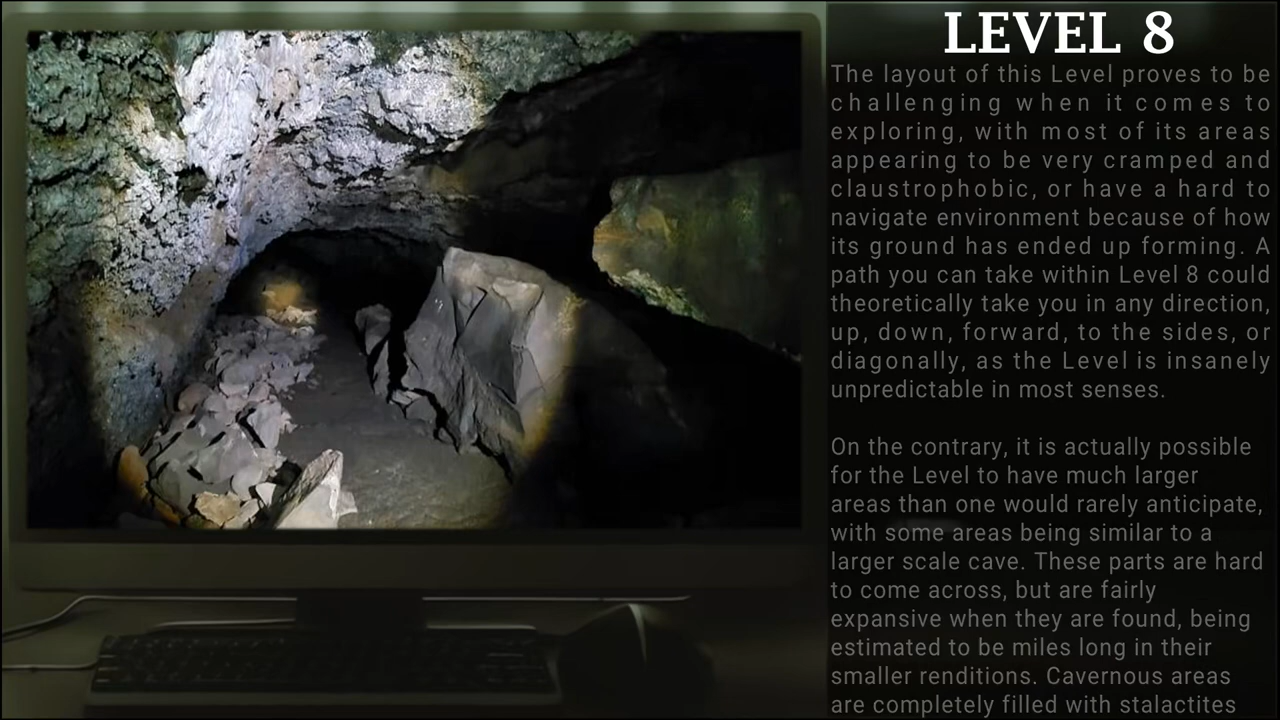 LEVEL 8
The layout of this Level proves to be
challenging when it comes to
exploring, with most of its areas
appearing to be very cramped and
claustrophobic, or have a hard to
navigate environment because of how
its ground has ended up forming. A
path you can take within Level 8 could
theoretically take you in any direction,
up, down, forward, to the sides, or
diagonally, as the Level is insanely
unpredictable in most senses.
On the contrary, it is actually possible
for the Level to have much larger
areas than one would rarely anticipate,
with some areas being similar to a
larger scale cave. These parts are hard
to come across, but are fairly
expansive when they are found, being
estimated to be miles long in their
smaller renditions. Cavernous areas
are completely filled with stalactites